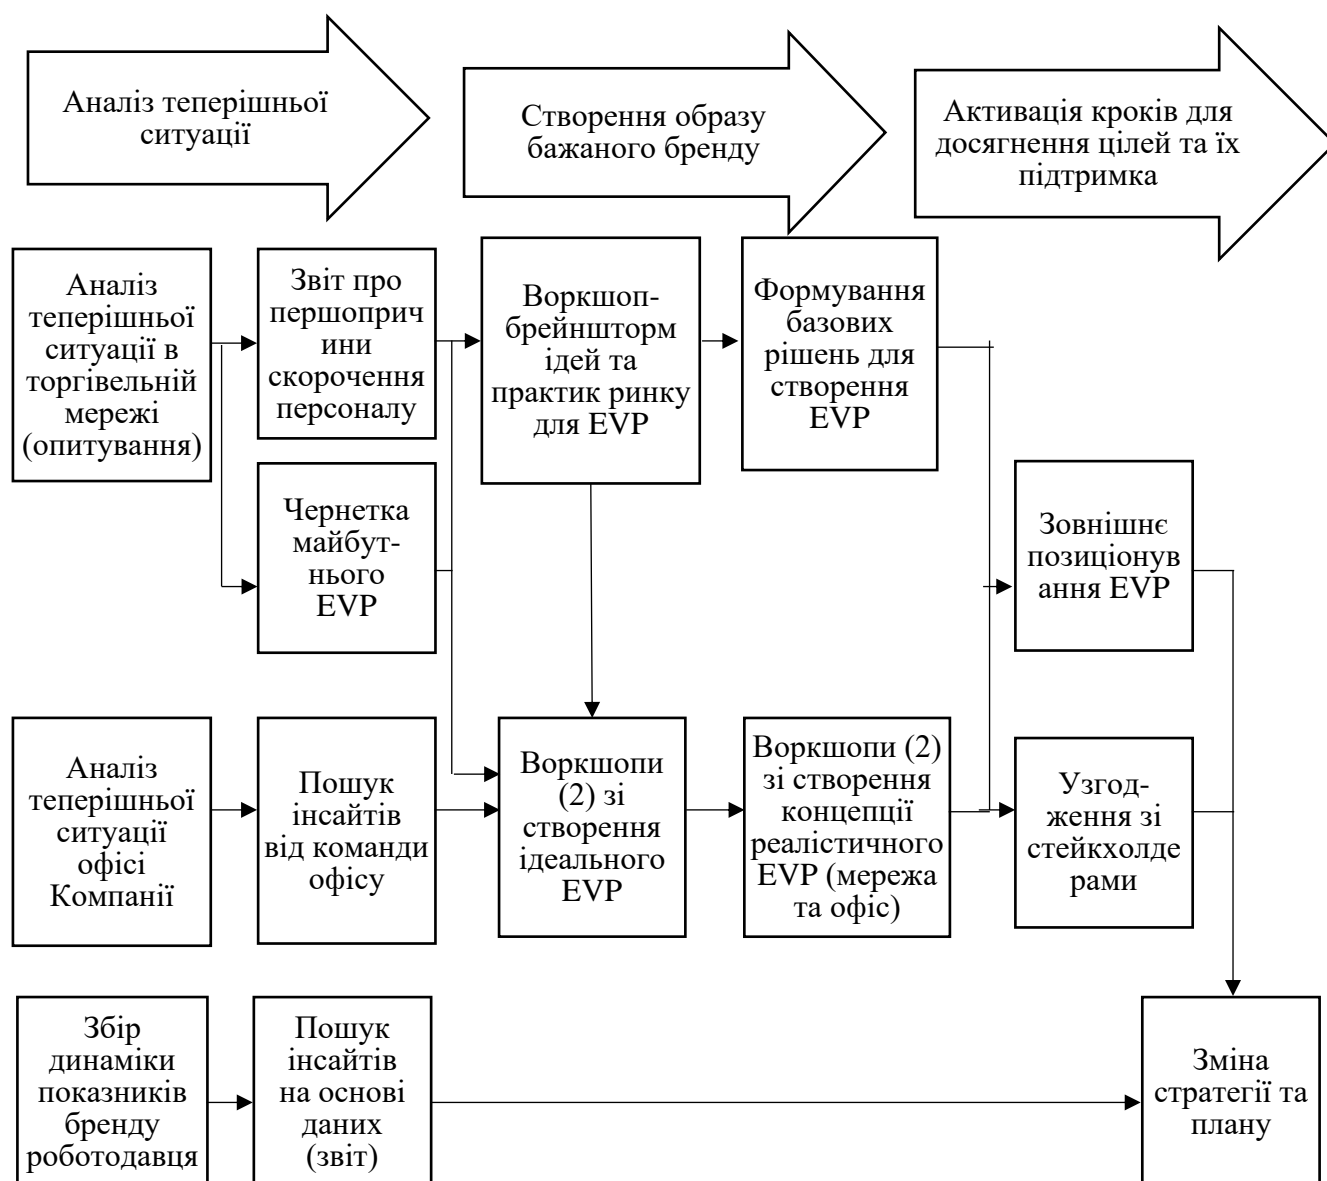 Аналіз теперішньої
ситуації
Створення образу
бажаного бренду
Активація кроків для
досягнення цілей та їх
підтримка
Аналіз
теперішньої
ситуації в
торгівельній
мережі
(опитування)
Звіт про
першоприч
ини
скорочення
персоналу
Воркшоп-
брейншторм
ідей та
практик ринку
для EVP
Формування
базових
рішень для
створення
EVP
Чернетка
майбут-
нього
EVP
Зовнішнє
позиціонув
ання EVP
Аналіз
теперішньої
ситуації
офісі
Компанії
Пошук
інсайтів
від команди
офісу
Воркшопи
(2) зі
створення
ідеального
EVP
Воркшопи (2)
зі створення
концепції
реалістичного
EVP (мережа
та офіс)
Узгод-
ження зі
стейкхолде
рами
Збір
динаміки
показників
бренду
роботодавця
Пошук
інсайтів
на основі
даних
(звіт)
Зміна
стратегії та
плану